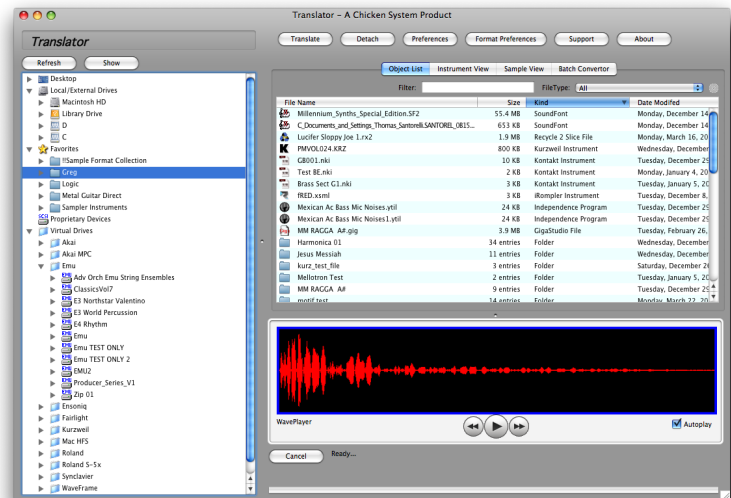 Translator – A Chicken System Product
Translator
Translate Detach Preferences Format Preferences Support About
Refresh Show
Desktop
Local/External Drives
Macintosh HD
Library Drive
D
C
Favorites
!!Sample Format Collection
Greg
Logic
Metal Guitar Direct
Sampler Instruments
Proprietary Devices
Virtual Drives
Akai
Akai MPC
Emu
Adv Orch Emu String Ensembles
ClassicsVol7
E3 Northstar Valentino
E3 World Percussion
E4 Rhythm
Emu
Emu TEST ONLY
Emu TEST ONLY 2
EMU2
Producer_Series_V1
Zip 01
Ensoniq
Fairlight
Kurzweil
Mac HFS
Roland
Roland S-5x
Synclavier
WaveFrame
Object List Instrument View Sample View Batch Convertor
Filter: FileType: All
File Name Size Kind Date Modifed
Millennium_Synths_Special_Edition.SF2 55.4 MB SoundFont Monday, December 14
C_Documents_and_Settings_Thomas_Santorelli.SANTOREL_0815... 653 KB SoundFont Monday, December 14
Lucifer Sloppy Joe 1.rx2 1.9 MB Recycle 2 Slice File Monday, March 16, 20
PMVOL024.KRZ 800 KB Kurzweil Instrument Wednesday, December
GB001.nki 10 KB Kontakt Instrument Tuesday, December 29
Test BE.nki 2 KB Kontakt Instrument Monday, January 4, 20
Brass Sect G1.nki 3 KB Kontakt Instrument Tuesday, January 5, 20
fRED.xsml 3 KB iRompler Instrument Tuesday, December 8,
Mexican Ac Bass Mic Noises.ytil 24 KB Independence Program Tuesday, December 29
Mexican Ac Bass Mic Noises1.ytil 24 KB Independence Program Tuesday, December 29
MM RAGGA A#.gig 3.9 MB GigaStudio File Tuesday, February 26,
Harmonica 01 34 entries Folder Wednesday, December
Jesus Messiah 11 entries Folder Wednesday, December
kurz_test_file 3 entries Folder Saturday, December 26
Mellotron Test 2 entries Folder Tuesday, January 5, 20
MM RAGGA A# 9 entries Folder Tuesday, December 29
motif test 14 entries Folder Monday, March 22, 20
WavePlayer Autoplay
Cancel Ready...